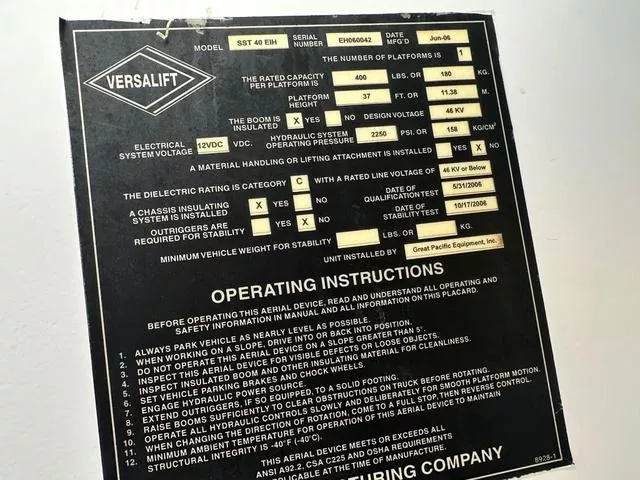 VERSALIFT
MODEL SST 40 EIH SERIAL NUMBER EH060042 DATE MFG'D Jun-06
THE NUMBER OF PLATFORMS IS 1
THE RATED CAPACITY PER PLATFORM IS 400 LBS. OR 180 KG.
PLATFORM HEIGHT 37 FT. OR 11.38 M.
THE BOOM IS INSULATED X YES NO DESIGN VOLTAGE 46 KV
ELECTRICAL SYSTEM VOLTAGE 12VDC VDC. HYDRAULIC SYSTEM OPERATING PRESSURE 2250 PSI. OR 158 KG/CM²
A MATERIAL HANDLING OR LIFTING ATTACHMENT IS INSTALLED YES X NO
THE DIELECTRIC RATING IS CATEGORY C WITH A RATED LINE VOLTAGE OF 46 KV or Below
A CHASSIS INSULATING SYSTEM IS INSTALLED X YES NO DATE OF QUALIFICATION TEST 5/31/2006
OUTRIGGERS ARE REQUIRED FOR STABILITY YES X NO DATE OF STABILITY TEST 10/17/2006
MINIMUM VEHICLE WEIGHT FOR STABILITY LBS. OR KG.
UNIT INSTALLED BY Great Pacific Equipment, Inc.
OPERATING INSTRUCTIONS
BEFORE OPERATING THIS AERIAL DEVICE, READ AND UNDERSTAND ALL OPERATING AND
SAFETY INFORMATION IN MANUAL AND ALL INFORMATION ON THIS PLACARD.
1. ALWAYS PARK VEHICLE AS NEARLY LEVEL AS POSSIBLE.
2. WHEN WORKING ON A SLOPE, DRIVE INTO OR BACK INTO POSITION.
3. DO NOT OPERATE THIS AERIAL DEVICE ON A SLOPE GREATER THAN 5°.
4. INSPECT THIS AERIAL DEVICE FOR VISIBLE DEFECTS OR LOOSE OBJECTS.
5. INSPECT INSULATED BOOM AND OTHER INSULATING MATERIAL FOR CLEANLINESS.
6. SET VEHICLE PARKING BRAKES AND CHOCK WHEELS.
7. ENGAGE HYDRAULIC POWER SOURCE.
8. EXTEND OUTRIGGERS, IF SO EQUIPPED, TO A SOLID FOOTING.
9. RAISE BOOMS SUFFICIENTLY TO CLEAR OBSTRUCTIONS ON TRUCK BEFORE ROTATING.
10. OPERATE ALL HYDRAULIC CONTROLS SLOWLY AND DELIBERATELY FOR SMOOTH PLATFORM MOTION.
11. WHEN CHANGING THE DIRECTION OF ROTATION, COME TO A FULL STOP, THEN REVERSE CONTROL.
12. MINIMUM AMBIENT TEMPERATURE FOR OPERATION OF THIS AERIAL DEVICE TO MAINTAIN
STRUCTURAL INTEGRITY IS -40°F (-40°C).
THIS AERIAL DEVICE MEETS OR EXCEEDS ALL
ANSI A92.2, CSA C225 AND OSHA REQUIREMENTS
APPLICABLE AT THE TIME OF MANUFACTURE.
8928-1
TURING COMPANY